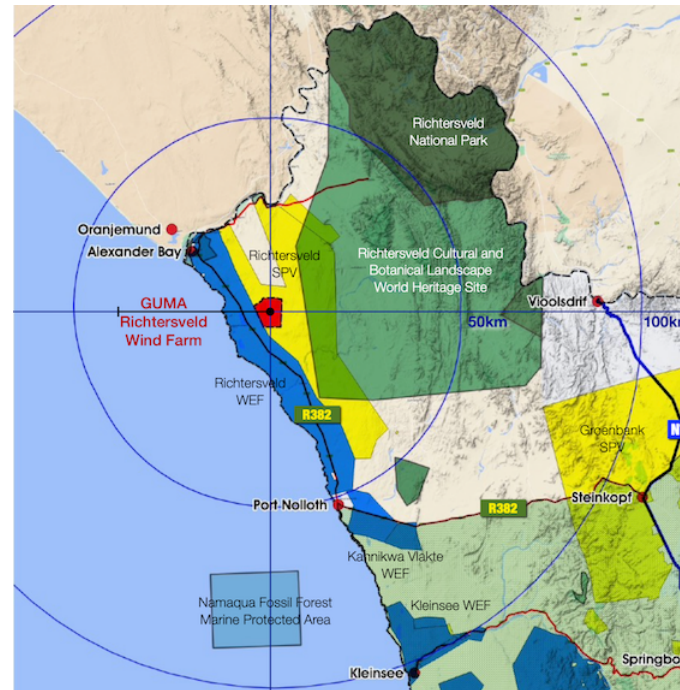 Richtersveld
National Park
Oranjemund
Alexander Bay
Richtersveld
SPV
Richtersveld Cultural and
Botanical Landscape
World Heritage Site
Vioolsdrif
GUMA
Richtersveld
Wind Farm
50km
100km
Richtersveld
WEF
R382
Groenbank
SPV
N
Steinkopf
Port Nolloth
R382
Kannikwa Vlakte
WEF
Namaqua Fossil Forest
Marine Protected Area
Kleinsee WEF
Springbo
Kleinsee